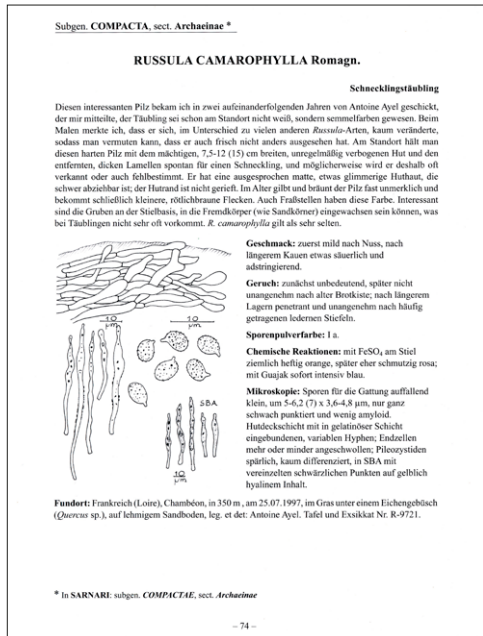 Subgen. COMPACTA, sect. Archaeinae *
RUSSULA CAMAROPHYLLA Romagn.
Schnecklingstäubling
Diesen interessanten Pilz bekam ich in zwei aufeinanderfolgenden Jahren von Antoine Ayel geschickt,
der mir mitteilte, der Täubling sei schon am Standort nicht weiß, sondern semmelfarben gewesen. Beim
Malen merkte ich, dass er sich, im Unterschied zu vielen anderen Russula-Arten, kaum veränderte,
sodass man vermuten kann, dass er auch frisch nicht anders ausgesehen hat. Am Standort hält man
diesen harten Pilz mit dem mächtigen, 7,5-12 (15) cm breiten, unregelmäßig verbogenen Hut und den
entfernten, dicken Lamellen spontan für einen Schneckling, und möglicherweise wird er deshalb oft
verkannt oder auch fehlbestimmt. Er hat eine ausgesprochen matte, etwas glimmerige Huthaut, die
schwer abziehbar ist; der Hutrand ist nicht gerieft. Im Alter gilbt und bräunt der Pilz fast unmerklich und
bekommt schließlich kleinere, rötlichbraune Flecken. Auch Fraßstellen haben diese Farbe. Interessant
sind die Gruben an der Stielbasis, in die Fremdkörper (wie Sandkörner) eingewachsen sein können, was
bei Täublingen nicht sehr oft vorkommt. R. camarophylla gilt als sehr selten.
Geschmack: zuerst mild nach Nuss, nach
längerem Kauen etwas säuerlich und
adstringierend.
Geruch: zunächst unbedeutend, später nicht
unangenehm nach alter Brotkiste; nach längerem
Lagern penetrant und unangenehm nach häufig
getragenen ledernen Stiefeln.
Sporenpulverfarbe: I a.
Chemische Reaktionen: mit FeSO₄ am Stiel
ziemlich heftig orange, später eher schmutzig rosa;
mit Guajak sofort intensiv blau.
Mikroskopie: Sporen für die Gattung auffallend
klein, um 5-6,2 (7) x 3,6-4,8 µm, nur ganz
schwach punktiert und wenig amyloid.
Hutdeckschicht mit in gelatinöser Schicht
eingebundenen, variablen Hyphen; Endzellen
mehr oder minder angeschwollen; Pileozystiden
spärlich, kaum differenziert, in SBA mit
vereinzelten schwärzlichen Punkten auf gelblich
hyalinem Inhalt.
10
µm
10
µm
SBA
10
µm
Fundort: Frankreich (Loire), Chambéon, in 350 m , am 25.07.1997, im Gras unter einem Eichengebüsch
(Quercus sp.), auf lehmigem Sandboden, leg. et det: Antoine Ayel. Tafel und Exsikkat Nr. R-9721.
* In SARNARI: subgen. COMPACTAE, sect. Archaeinae
– 74 –